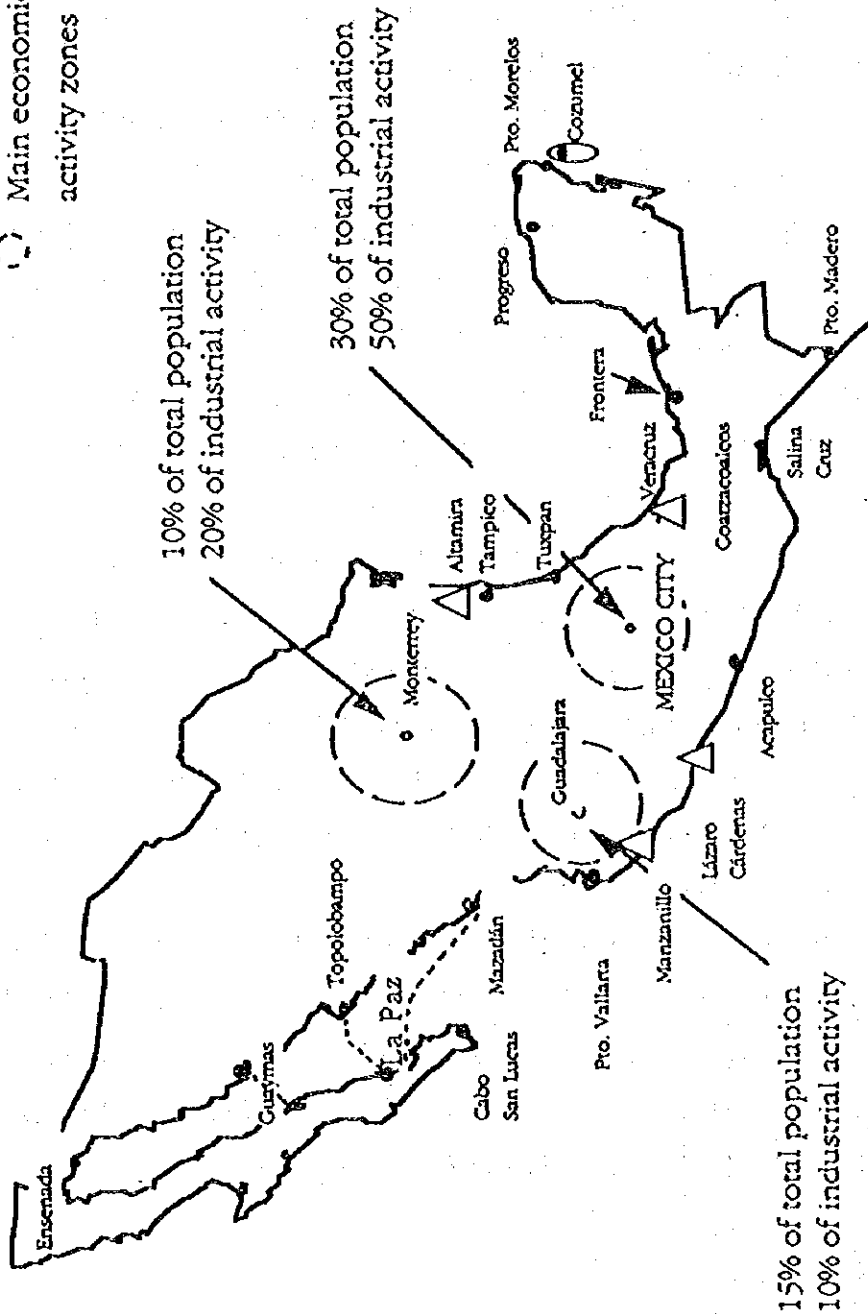 Main economic
activity zones
10% of total population
20% of industrial activity
30% of total population
50% of industrial activity
Ensenada
Guaymas
Topolobampo
La Paz
Cabo
San Lucas
Mazatlán
Pto. Vallarta
Manzanillo
Guadalajara
Monterrey
Altamira
Tampico
Tuxpan
MEXICO CITY
Veracruz
Lázaro
Cárdenas
Acapulco
Coatzacoalcos
Frontera
Progreso
Pto. Morelos
Cozumel
Salina
Cruz
Pto. Madero
15% of total population
10% of industrial activity